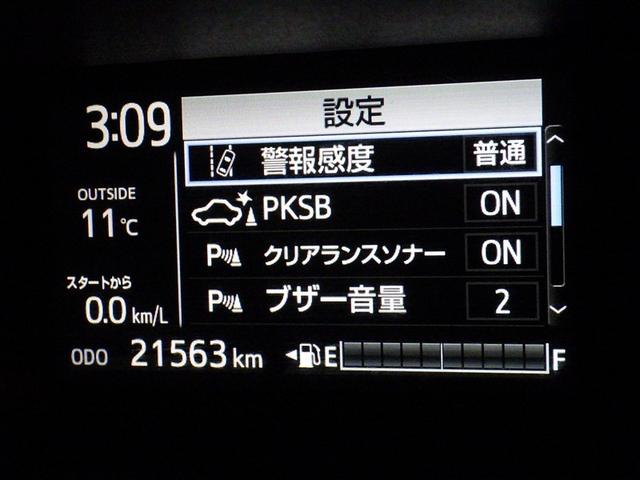 3:09
設定
警報感度 普通
OUTSIDE
11℃
PKSB ON
P クリアランスソナー ON
スタートから
0.0 km/L
P ブザー音量 2
ODO 21563 km
E F